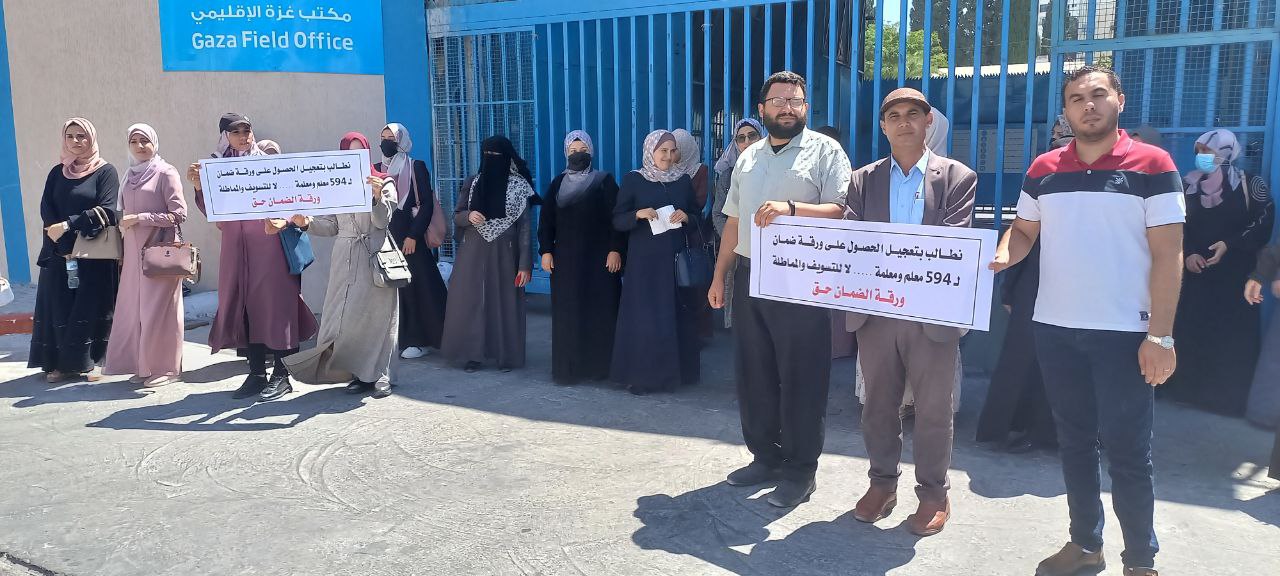 مكتب غزة الإقليمي
Gaza Field Office
نطالب بتعجيل الحصول على ورقة ضمان
لـ 594 معلم ومعلمة ..... لا للتسويف والمماطلة
ورقة الضمان حق
نطالب بتعجيل الحصول على ورقة ضمان
لـ 594 معلم ومعلمة ..... لا للتسويف والمماطلة
ورقة الضمان حق